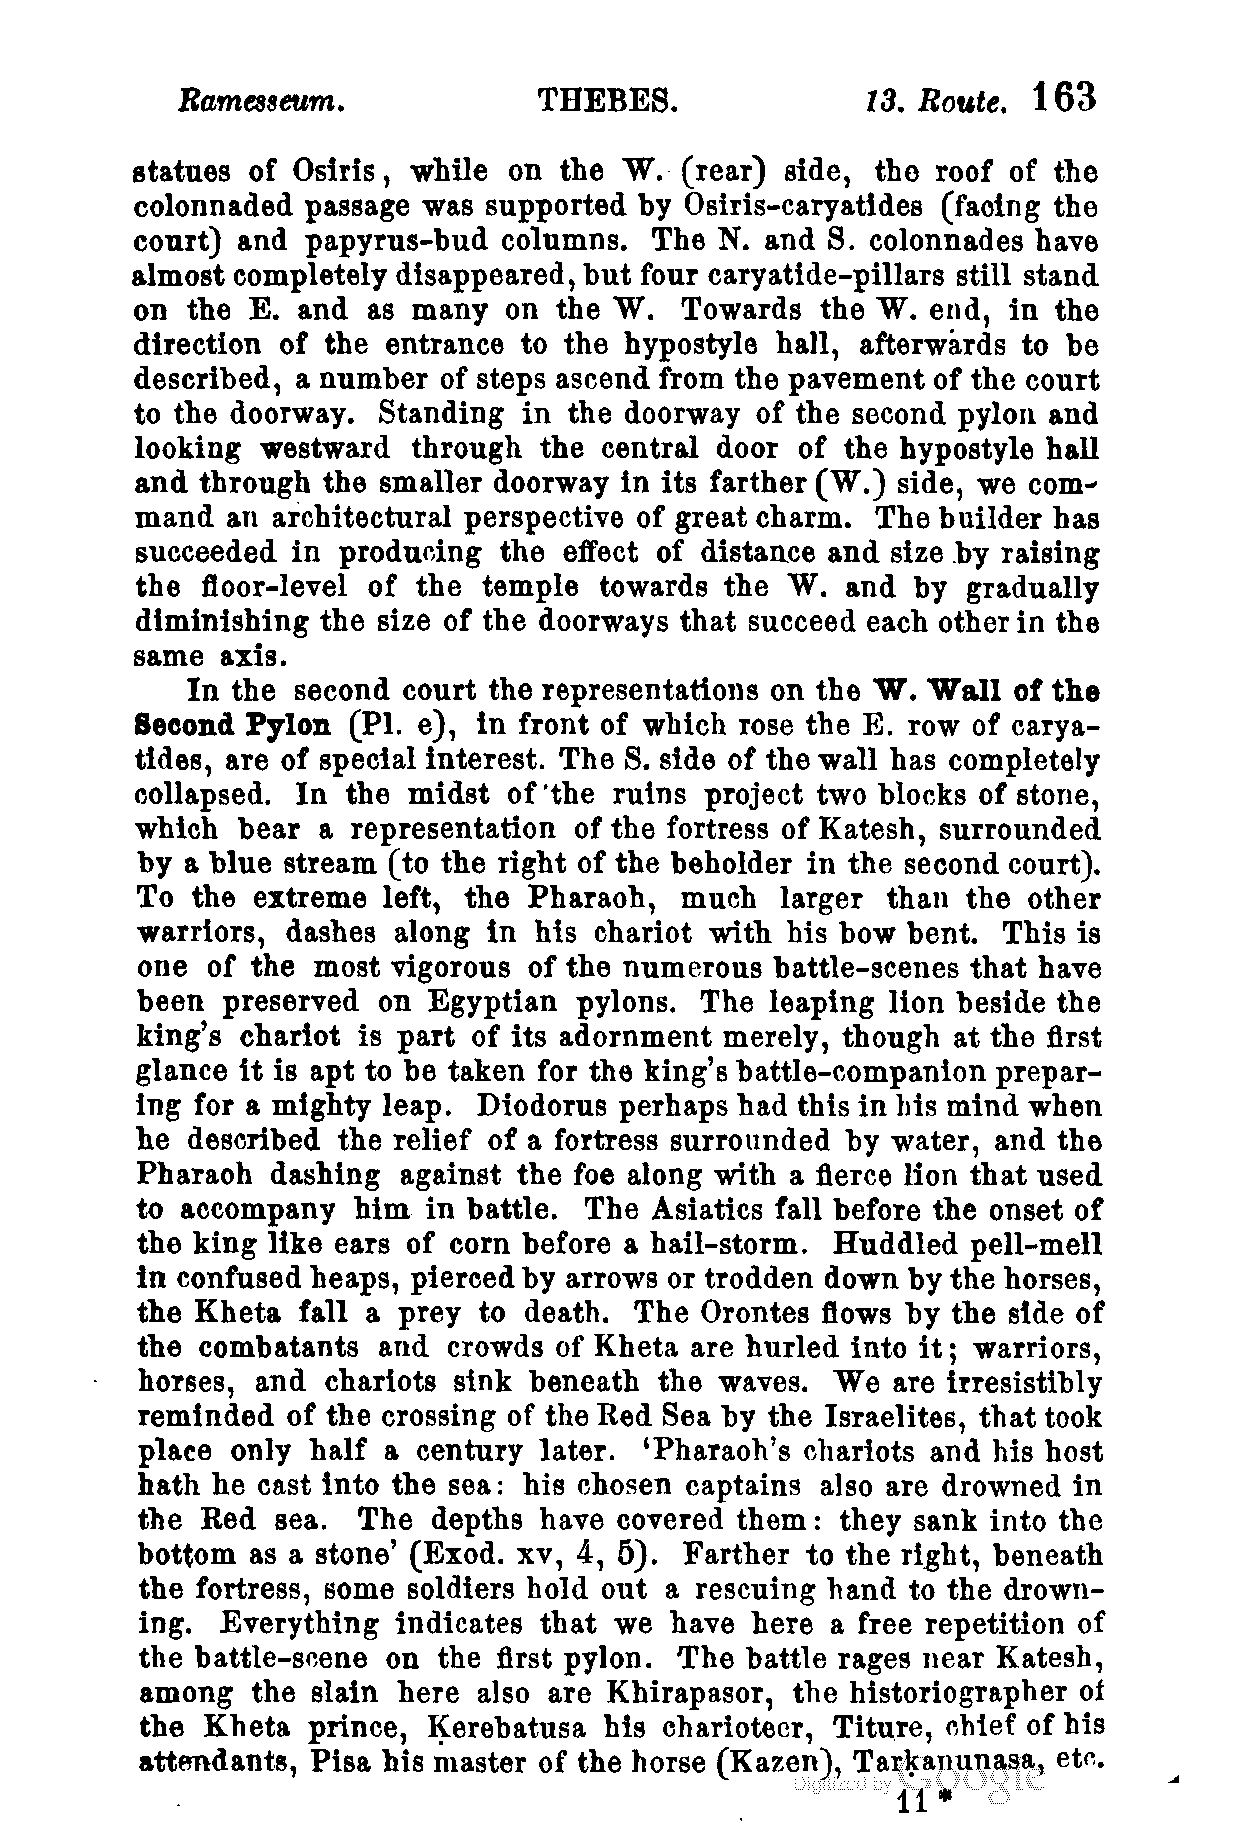 Ramesseum. THEBES. 13. Route. 163
statues of Osiris, while on the W. (rear) side, the roof of the
colonnaded passage was supported by Osiris-caryatides (facing the
court) and papyrus-bud columns. The N. and S. colonnades have
almost completely disappeared, but four caryatide-pillars still stand
on the E. and as many on the W. Towards the W. end, in the
direction of the entrance to the hypostyle hall, afterwards to be
described, a number of steps ascend from the pavement of the court
to the doorway. Standing in the doorway of the second pylon and
looking westward through the central door of the hypostyle hall
and through the smaller doorway in its farther (W.) side, we com-
mand an architectural perspective of great charm. The builder has
succeeded in producing the effect of distance and size by raising
the floor-level of the temple towards the W. and by gradually
diminishing the size of the doorways that succeed each other in the
same axis.
In the second court the representations on the W. Wall of the
Second Pylon (Pl. e), in front of which rose the E. row of carya-
tides, are of special interest. The S. side of the wall has completely
collapsed. In the midst of the ruins project two blocks of stone,
which bear a representation of the fortress of Katesh, surrounded
by a blue stream (to the right of the beholder in the second court).
To the extreme left, the Pharaoh, much larger than the other
warriors, dashes along in his chariot with his bow bent. This is
one of the most vigorous of the numerous battle-scenes that have
been preserved on Egyptian pylons. The leaping lion beside the
king's chariot is part of its adornment merely, though at the first
glance it is apt to be taken for the king's battle-companion prepar-
ing for a mighty leap. Diodorus perhaps had this in his mind when
he described the relief of a fortress surrounded by water, and the
Pharaoh dashing against the foe along with a fierce lion that used
to accompany him in battle. The Asiatics fall before the onset of
the king like ears of corn before a hail-storm. Huddled pell-mell
in confused heaps, pierced by arrows or trodden down by the horses,
the Kheta fall a prey to death. The Orontes flows by the side of
the combatants and crowds of Kheta are hurled into it; warriors,
horses, and chariots sink beneath the waves. We are irresistibly
reminded of the crossing of the Red Sea by the Israelites, that took
place only half a century later. 'Pharaoh's chariots and his host
hath he cast into the sea: his chosen captains also are drowned in
the Red sea. The depths have covered them: they sank into the
bottom as a stone' (Exod. xv, 4, 5). Farther to the right, beneath
the fortress, some soldiers hold out a rescuing hand to the drown-
ing. Everything indicates that we have here a free repetition of
the battle-scene on the first pylon. The battle rages near Katesh,
among the slain here also are Khirapasor, the historiographer of
the Kheta prince, Ḳerebatusa his charioteer, Titure, chief of his
attendants, Pisa his master of the horse (Kazen), Tarḳanunasa, etc.
Digitized by Google
11*